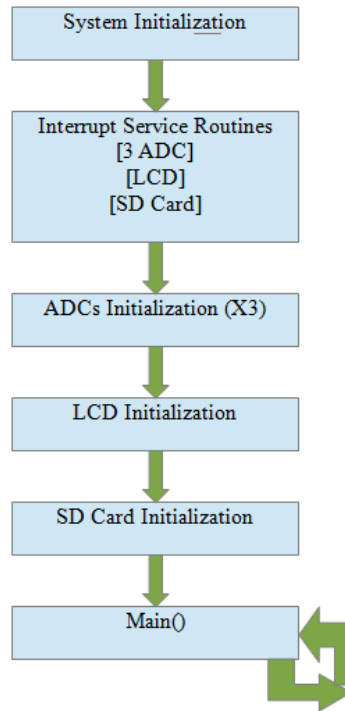 System Initialization
Interrupt Service Routines
[3 ADC]
[LCD]
[SD Card]
ADCs Initialization (X3)
LCD Initialization
SD Card Initialization
Main()